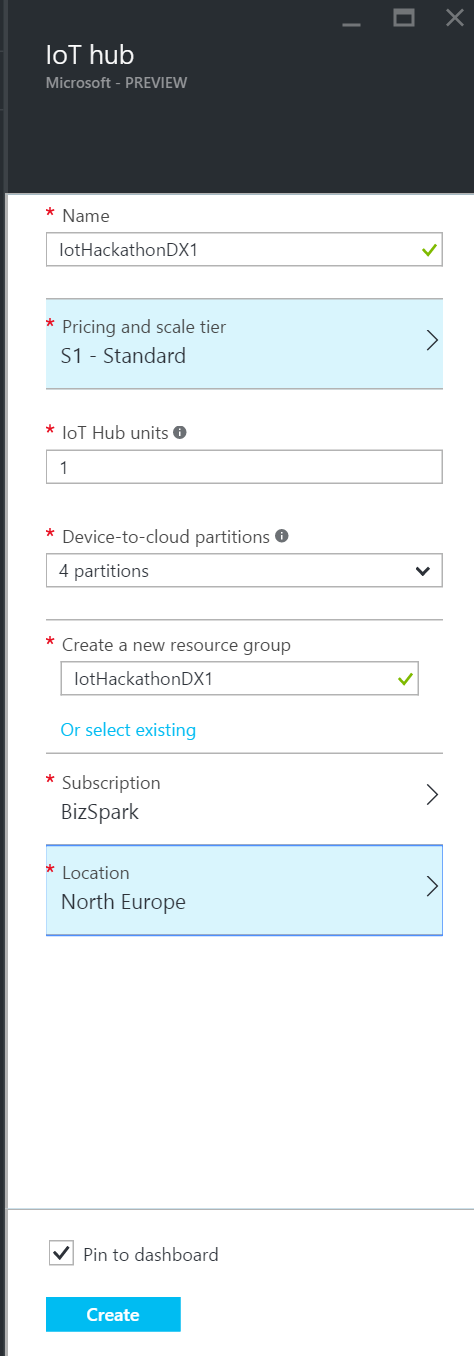 IoT hub
Microsoft - PREVIEW
* Name
IotHackathonDX1
* Pricing and scale tier
S1 - Standard
* IoT Hub units
1
* Device-to-cloud partitions
4 partitions
* Create a new resource group
IotHackathonDX1
Or select existing
* Subscription
BizSpark
* Location
North Europe
Pin to dashboard
Create